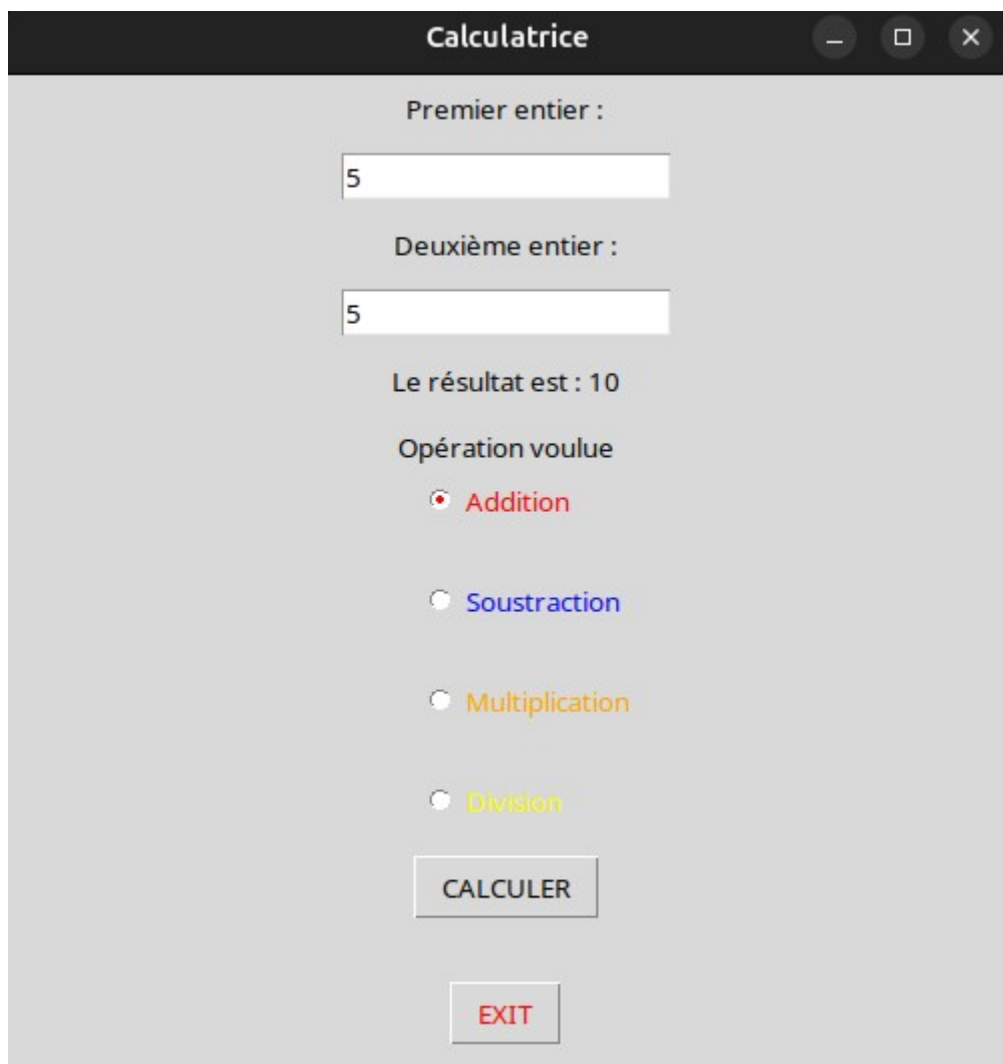 Calculatrice
Premier entier :
5
Deuxième entier :
5
Le résultat est : 10
Opération voulue
Addition
Soustraction
Multiplication
Division
CALCULER
EXIT